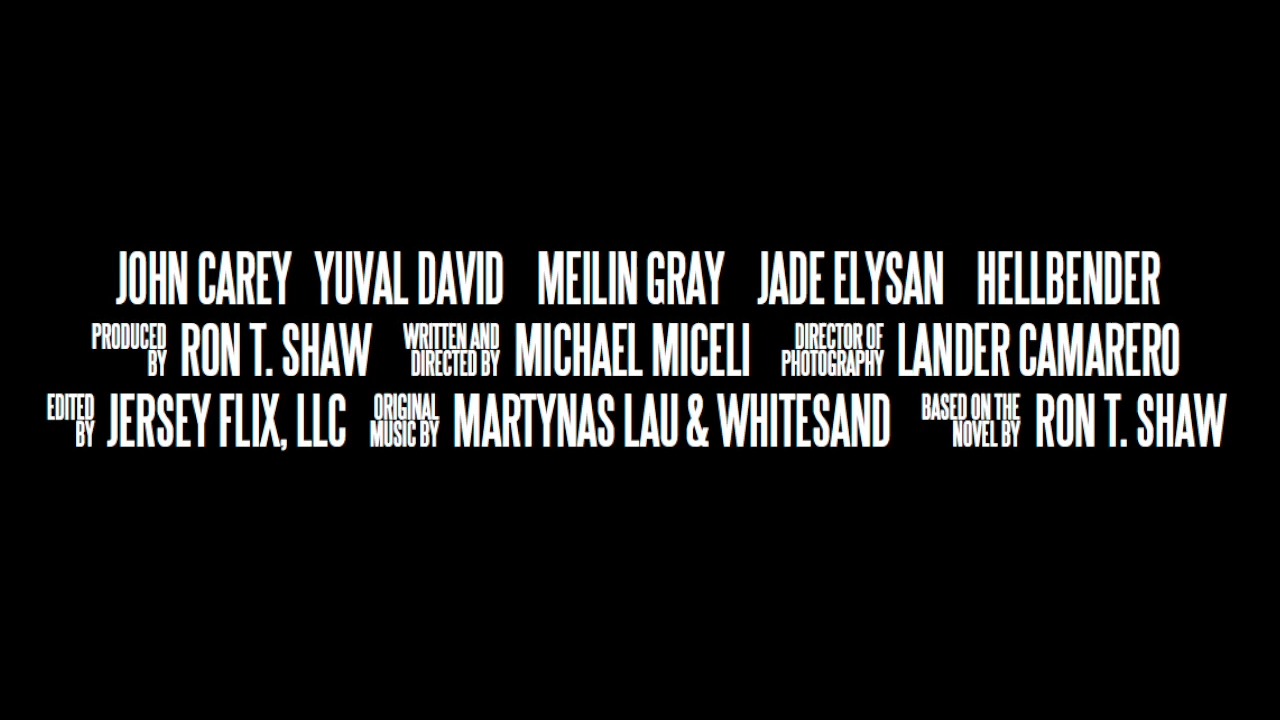 JOHN CAREY YUVAL DAVID MEILIN GRAY JADE ELYSAN HELLBENDER
PRODUCED BY RON T. SHAW WRITTEN AND DIRECTED BY MICHAEL MICELI DIRECTOR OF PHOTOGRAPHY LANDER CAMARERO
EDITED BY JERSEY FLIX, LLC ORIGINAL MUSIC BY MARTYNAS LAU & WHITESAND BASED ON THE NOVEL BY RON T. SHAW